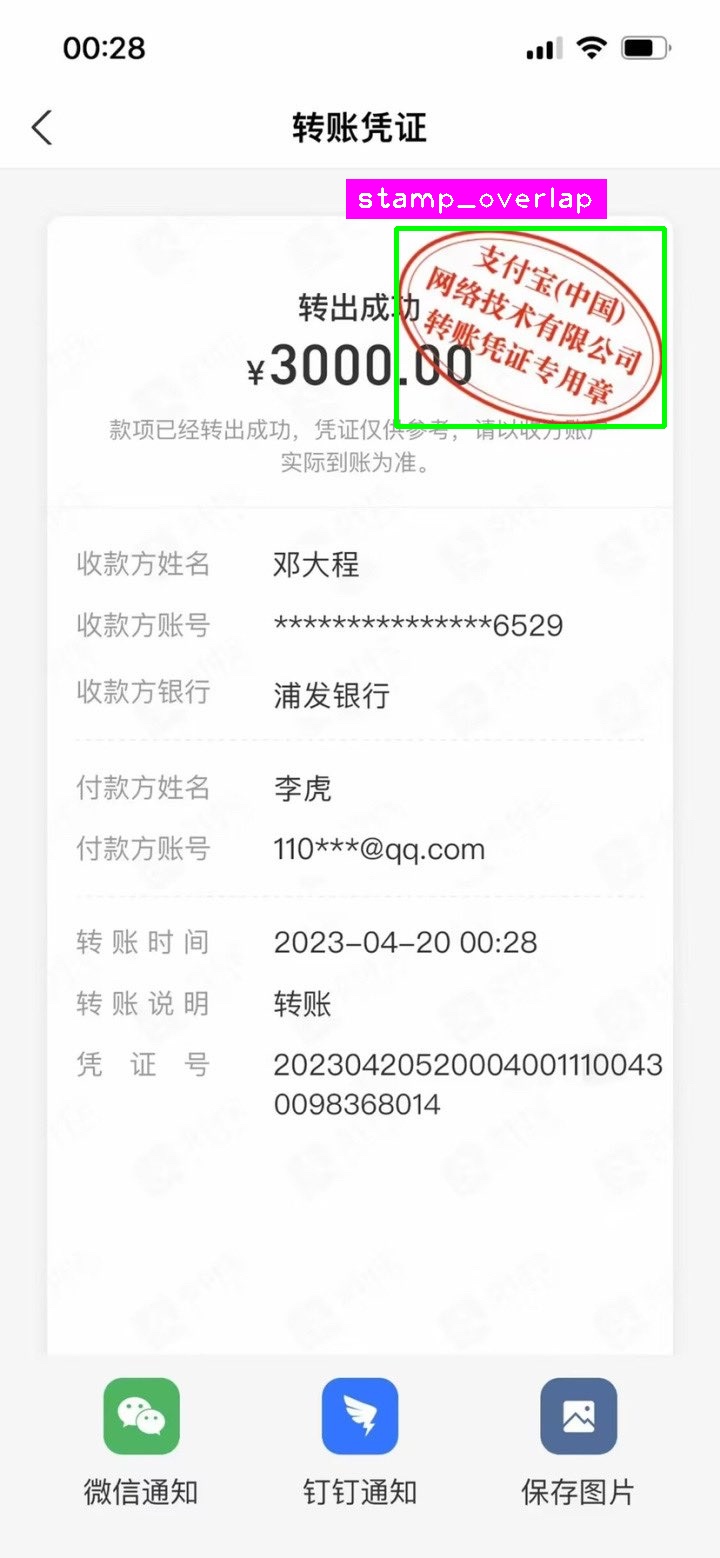 00:28
转账凭证
stamp_overlap
支付宝(中国)
网络技术有限公司
转账凭证专用章
转出成功
¥3000.00
款项已经转出成功，凭证仅供参考，请以收方账户
实际到账为准。
收款方姓名 邓大程
收款方账号 ***************6529
收款方银行 浦发银行
付款方姓名 李虎
付款方账号 110***@qq.com
转账时间 2023-04-20 00:28
转账说明 转账
凭证号 20230420520004001110043
0098368014
微信通知 钉钉通知 保存图片